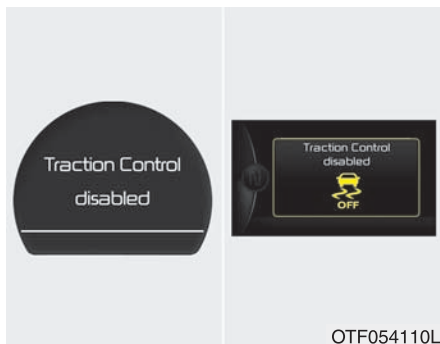 Traction Control
disabled
Traction Control
disabled
OFF
OTF054110L